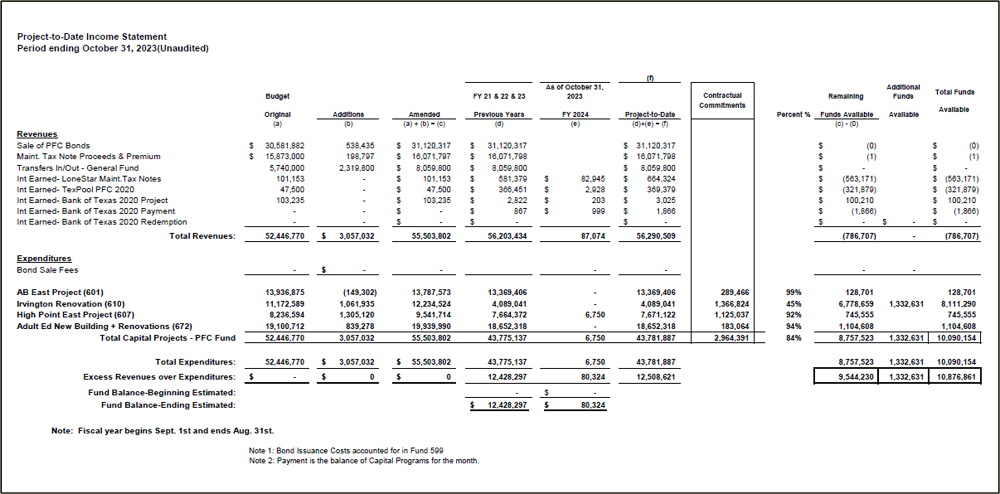 Project-to-Date Income Statement
Period ending October 31, 2023(Unaudited)
(f)
As of October 31, Additional
Budget FY 21 & 22 & 23 2023 Contractual Remaining Funds Total Funds
Commitments
Original Additions Amended Previous Years FY 2024 Project-to-Date Percent % Funds Available Available Available
(a) (b) (a) + (b) = (c) (d) (e) (d)+(e) = (f) (c) - (0)
Revenues
Sale of PFC Bonds $ 30,581,882 538,435 $ 31,120,317 $ 31,120,317 $ 31,120,317 $ (0) $ (0)
Maint. Tax Note Proceeds & Premium $ 15,873,000 198,797 $ 16,071,797 $ 16,071,798 $ 16,071,798 $ (1) $ (1)
Transfers In/Out - General Fund 5,740,000 2,319,800 $ 8,059,800 $ 8,059,800 $ 8,059,800 $ - $ -
Int Earned- LoneStar Maint.Tax Notes 101,153 - $ 101,153 $ 581,379 $ 82,945 $ 664,324 $ (563,171) $ (563,171)
Int Earned- TexPool PFC 2020 47,500 - $ 47,500 $ 366,451 $ 2,928 $ 369,379 $ (321,879) $ (321,879)
Int Earned- Bank of Texas 2020 Project 103,235 - $ 103,235 $ 2,822 $ 203 $ 3,025 $ 100,210 $ 100,210
Int Earned- Bank of Texas 2020 Payment - - $ - $ 867 $ 999 $ 1,866 $ (1,866) $ (1,866)
Int Earned- Bank of Texas 2020 Redemption - - $ - $ - $ - $ - $ - $ -
Total Revenues: 52,446,770 $ 3,057,032 55,503,802 56,203,434 87,074 56,290,509 (786,707) - (786,707)
Expenditures
Bond Sale Fees - $ - - - - - -
AB East Project (601) 13,936,875 (149,302) 13,787,573 13,369,406 - 13,369,406 289,466 99% 128,701 128,701
Irvington Renovation (610) 11,172,589 1,061,935 12,234,524 4,089,041 - 4,089,041 1,366,824 45% 6,778,659 1,332,631 8,111,290
High Point East Project (607) 8,236,594 1,305,120 9,541,714 7,664,372 6,750 7,671,122 1,125,037 92% 745,555 745,555
Adult Ed New Building + Renovations (672) 19,100,712 839,278 19,939,990 18,652,318 - 18,652,318 183,064 94% 1,104,608 1,104,608
Total Capital Projects - PFC Fund 52,446,770 3,057,032 55,503,802 43,775,137 6,750 43,781,887 2,964,391 84% 8,757,523 1,332,631 10,090,154
Total Expenditures: 52,446,770 $ 3,057,032 $ 55,503,802 43,775,137 6,750 43,781,887 8,757,523 1,332,631 10,090,154
Excess Revenues over Expenditures: $ - $ 0 $ 0 12,428,297 80,324 12,508,621 9,544,230 1,332,631 10,876,861
Fund Balance-Beginning Estimated: - $ -
Fund Balance-Ending Estimated: $ 12,428,297 $ 80,324
Note: Fiscal year begins Sept. 1st and ends Aug. 31st.
Note 1: Bond Issuance Costs accounted for in Fund 599
Note 2: Payment is the balance of Capital Programs for the month.